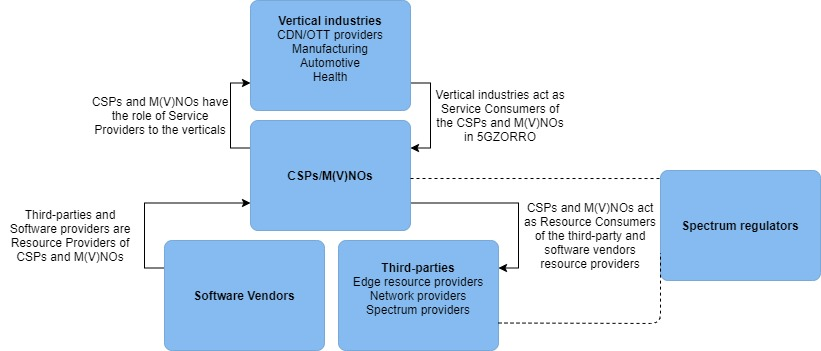 Vertical industries
CDN/OTT providers
Manufacturing
Automotive
Health
CSPs and M(V)NOs have
the role of Service
Providers to the verticals
Vertical industries act as
Service Consumers of
the CSPs and M(V)NOs
in 5GZORRO
CSPs/M(V)NOs
Third-parties and
Software providers are
Resource Providers of
CSPs and M(V)NOs
CSPs and M(V)NOs act
as Resource Consumers
of the third-party and
software vendors
resource providers
Spectrum regulators
Software Vendors
Third-parties
Edge resource providers
Network providers
Spectrum providers